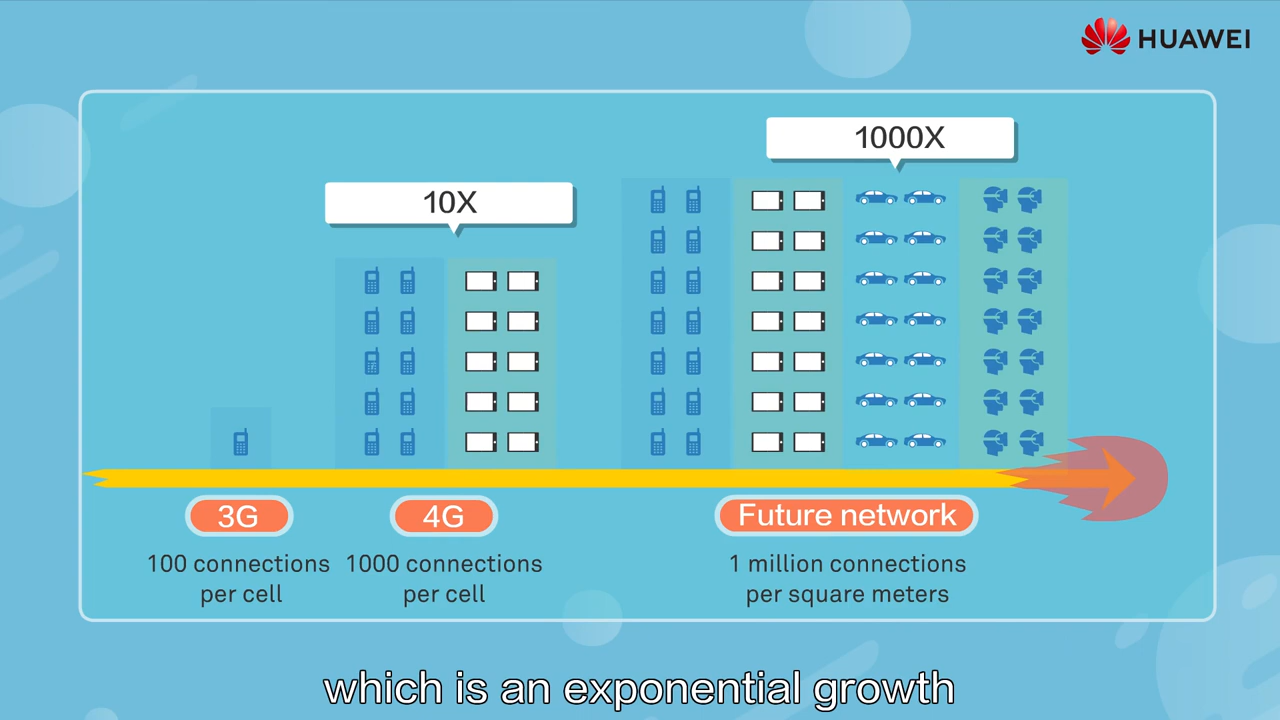 HUAWEI
1000X
10X
3G
4G
Future network
100 connections
per cell
1000 connections
per cell
1 million connections
per square meters
which is an exponential growth